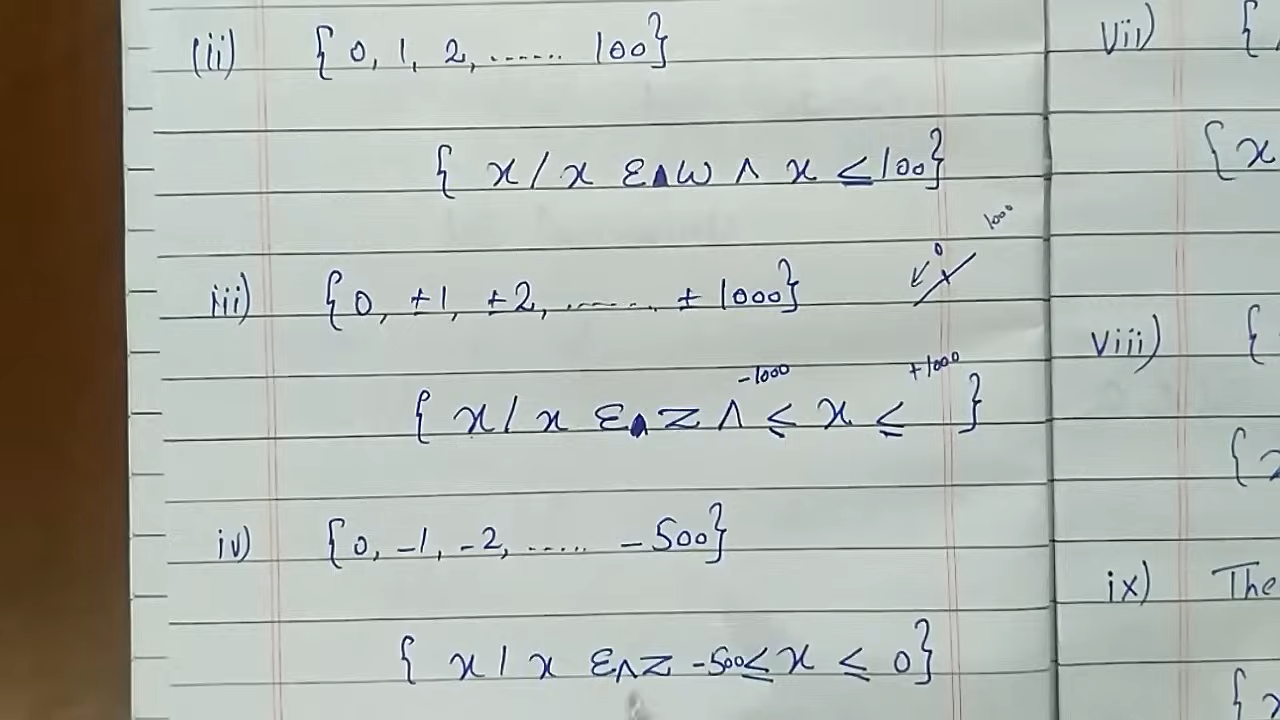 (ii) { 0, 1, 2, ...... 100}
{ x / x ε∧W ∧ x ≤ 100}
1000
0
iii) {0, ±1, ±2, ....... ± 1000}
-1000 +1000
{ x / x ε∧Z ∧ ≤ x ≤ }
iv) {0, -1, -2, ..... - 500}
{ x / x ε∧Z -500≤ x ≤ 0}
vii) {
{ x
viii) {
{ x
ix) The
{ x